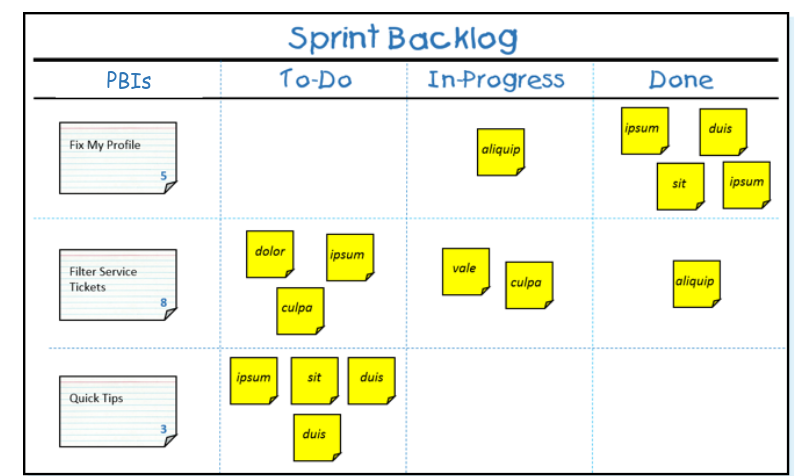 Sprint Backlog
PBIs To-Do In-Progress Done
Fix My Profile
5
aliquip
ipsum duis
sit ipsum
Filter Service
Tickets
8
dolor ipsum
culpa
vale culpa
aliquip
Quick Tips
3
ipsum sit duis
duis